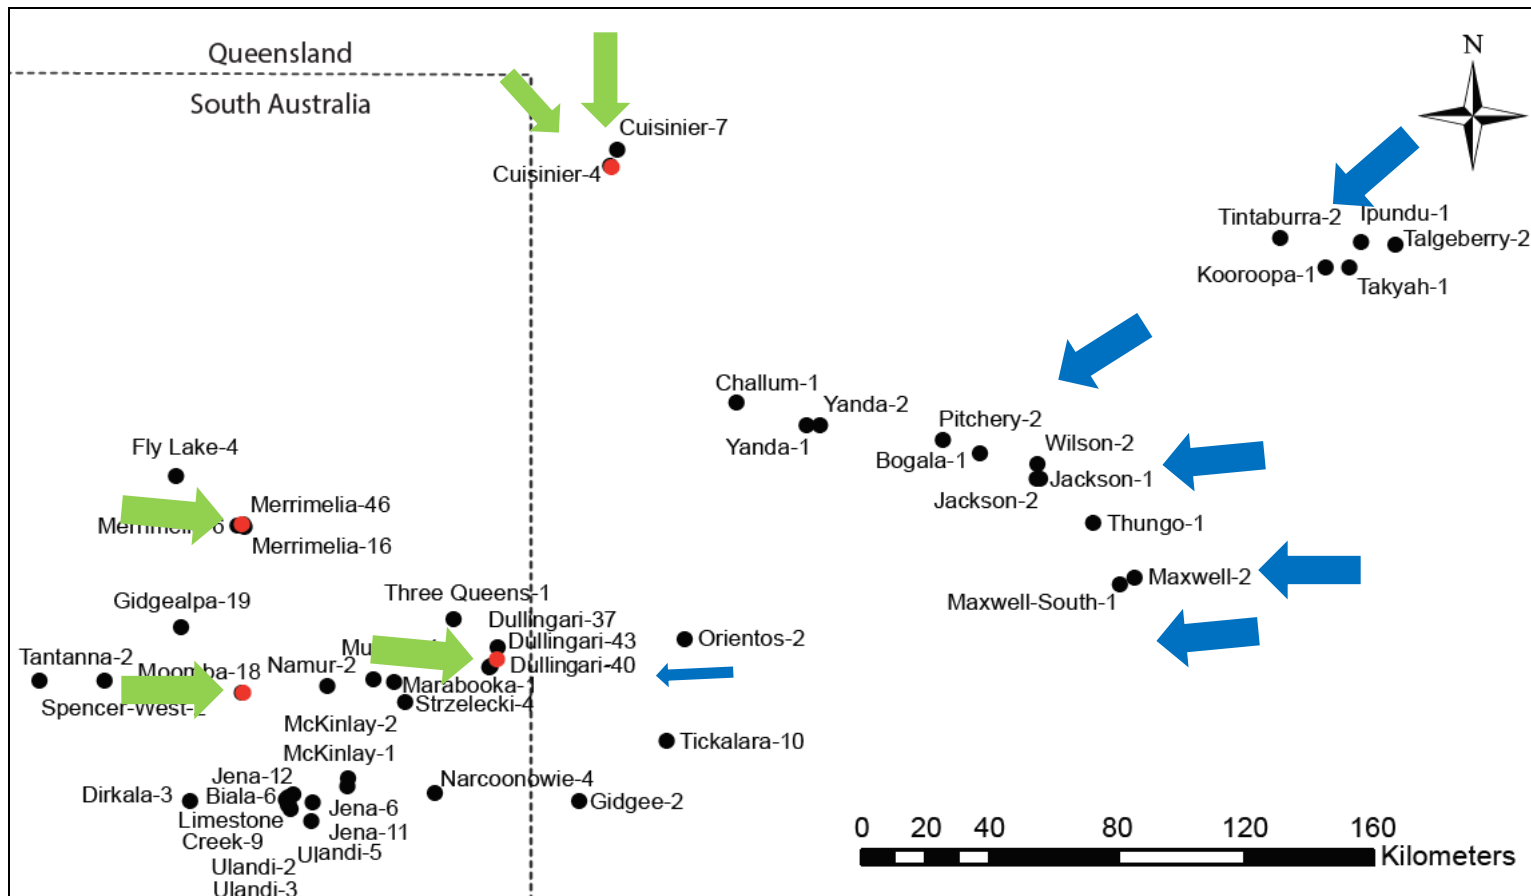 Queensland
South Australia
N
Cuisinier-7
Cuisinier-4
Tintaburra-2
Ipundu-1
Talgeberry-2
Kooroopa-1
Takyah-1
Challum-1
Yanda-2
Yanda-1
Pitchery-2
Bogala-1
Wilson-2
Jackson-1
Jackson-2
Thungo-1
Maxwell-2
Maxwell-South-1
Fly Lake-4
Merrimelia-46
Merrimelia-16
Gidgealpa-19
Three Queens-1
Dullingari-37
Dullingari-43
Dullingari-40
Orientos-2
Tantanna-2
Moomba-18
Namur-2
Marabooka-1
Spencer-West-2
Strzelecki-4
McKinlay-2
McKinlay-1
Tickalara-10
Jena-12
Narcoonowie-4
Dirkala-3
Biala-6
Jena-6
Gidgee-2
Limestone
Creek-9
Jena-11
Ulandi-5
Ulandi-2
Ulandi-3
0 20 40 80 120 160
Kilometers